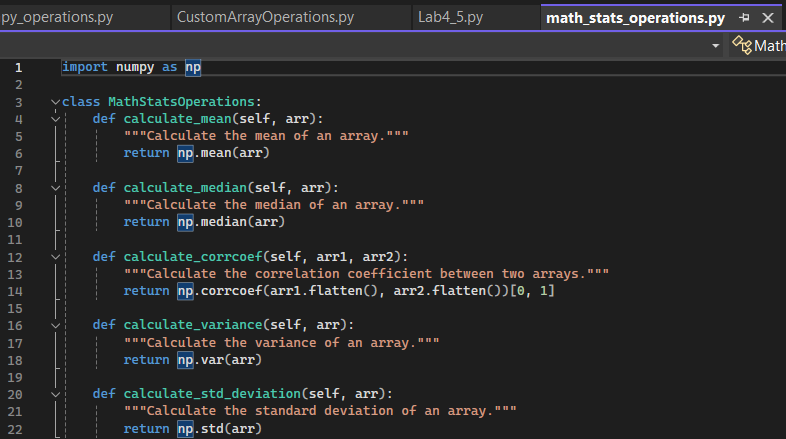 py_operations.py CustomArrayOperations.py Lab4_5.py math_stats_operations.py
Math
1 import numpy as np
2
3 class MathStatsOperations:
4     def calculate_mean(self, arr):
5         """Calculate the mean of an array."""
6         return np.mean(arr)
7
8     def calculate_median(self, arr):
9         """Calculate the median of an array."""
10         return np.median(arr)
11
12     def calculate_corrcoef(self, arr1, arr2):
13         """Calculate the correlation coefficient between two arrays."""
14         return np.corrcoef(arr1.flatten(), arr2.flatten())[0, 1]
15
16     def calculate_variance(self, arr):
17         """Calculate the variance of an array."""
18         return np.var(arr)
19
20     def calculate_std_deviation(self, arr):
21         """Calculate the standard deviation of an array."""
22         return np.std(arr)